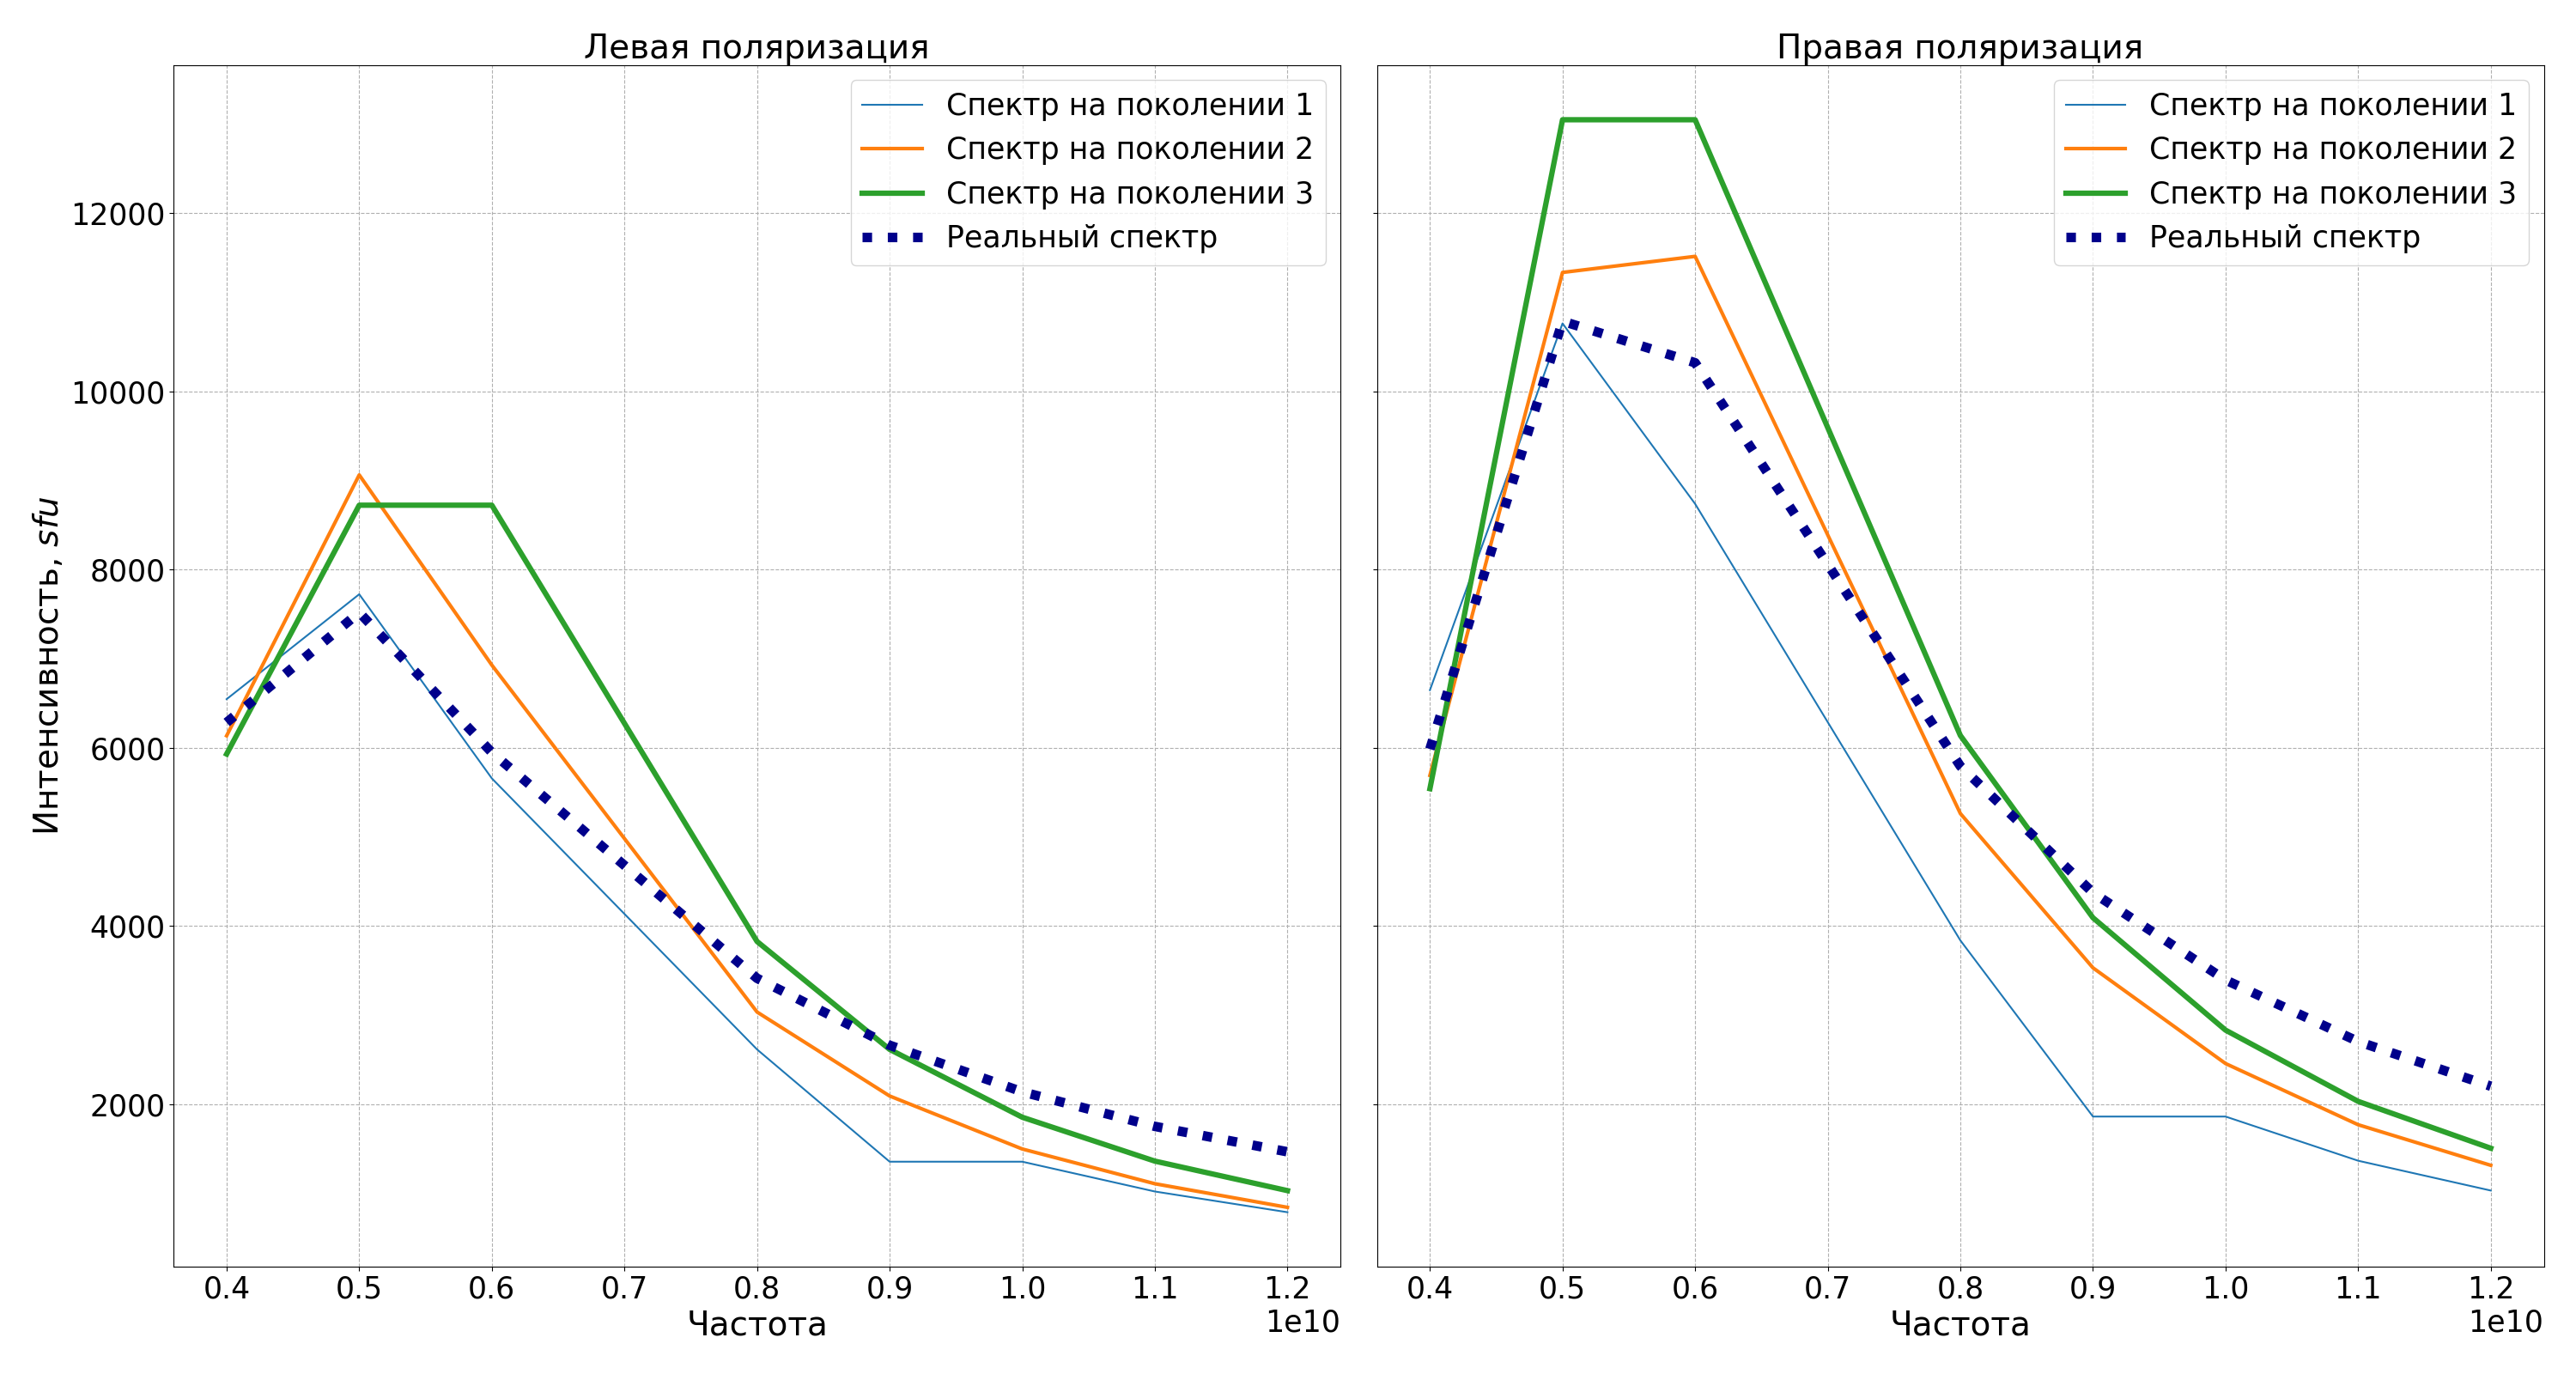 Левая поляризация
Интенсивность, sfu
12000
10000
8000
6000
4000
2000
Спектр на поколении 1
Спектр на поколении 2
Спектр на поколении 3
Реальный спектр
0.4 0.5 0.6 0.7 0.8 0.9 1.0 1.1 1.2
1e10
Частота
Правая поляризация
Спектр на поколении 1
Спектр на поколении 2
Спектр на поколении 3
Реальный спектр
0.4 0.5 0.6 0.7 0.8 0.9 1.0 1.1 1.2
1e10
Частота